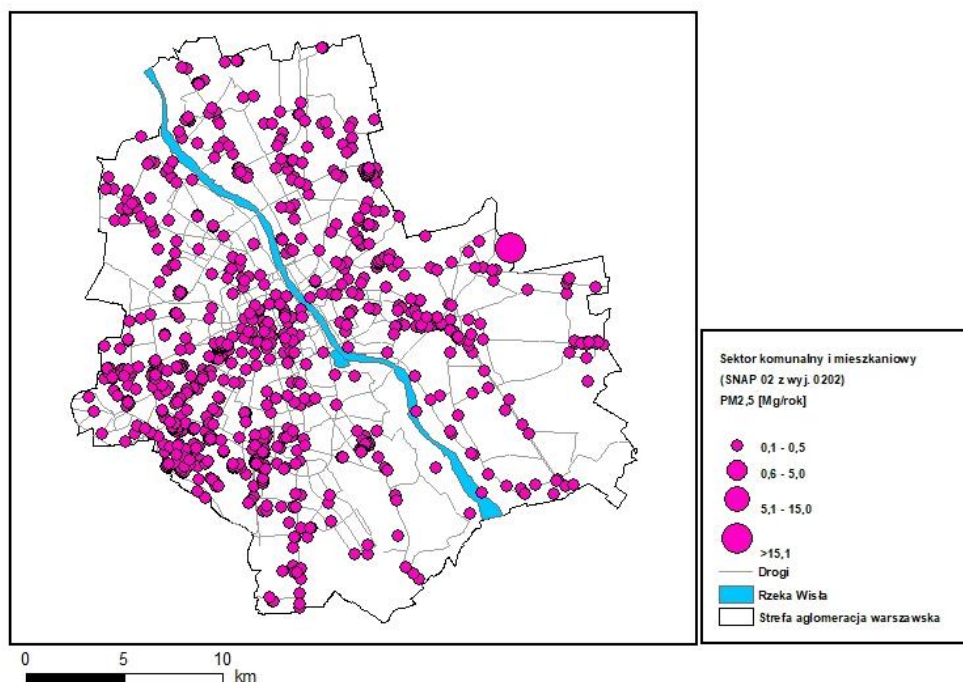 Sektor komunalny i mieszkaniowy
(SNAP 02 z wyj. 0202)
PM2,5 [Mg/rok]
0,1 - 0,5
0,6 - 5,0
5,1 - 15,0
>15,1
Drogi
Rzeka Wisła
Strefa aglomeracja warszawska
0 5 10
km